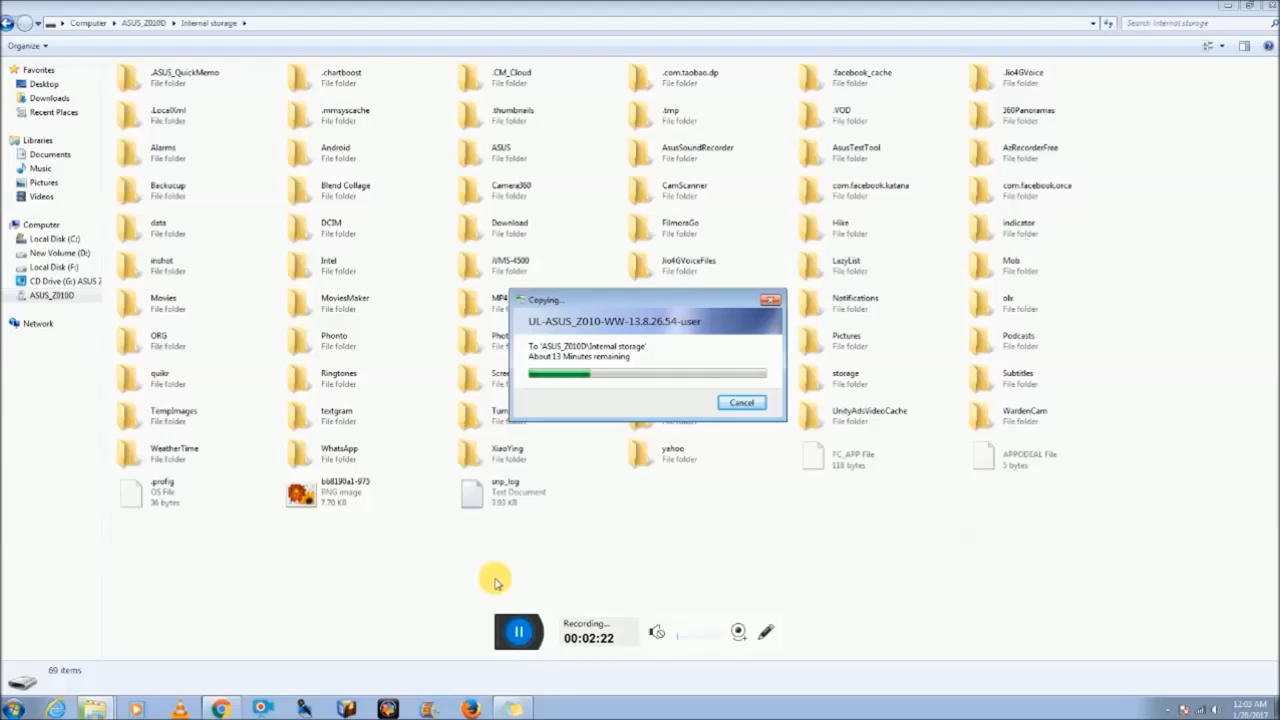 Computer ▸ ASUS_Z010D ▸ Internal storage ▸
Search Internal storage
Organize
Favorites
Desktop
Downloads
Recent Places
Libraries
Documents
Music
Pictures
Videos
Computer
Local Disk (C:)
New Volume (D:)
Local Disk (F:)
CD Drive (G:) ASUS Z
ASUS_Z010D
Network
.ASUS_QuickMemo
File folder
.chartboost
File folder
.CM_Cloud
File folder
.com.taobao.dp
File folder
.facebook_cache
File folder
.Jio4GVoice
File folder
.LocalXml
File folder
.mmsyscache
File folder
.thumbnails
File folder
.tmp
File folder
.VOD
File folder
360Panoramas
File folder
Alarms
File folder
Android
File folder
ASUS
File folder
AsusSoundRecorder
File folder
AsusTestTool
File folder
AzRecorderFree
File folder
Backucup
File folder
Blend Collage
File folder
Camera360
File folder
CamScanner
File folder
com.facebook.katana
File folder
com.facebook.orca
File folder
data
File folder
DCIM
File folder
Download
File folder
FilmoraGo
File folder
Hike
File folder
indicator
File folder
inshot
File folder
Intel
File folder
iVMS-4500
File folder
Jio4GVoiceFiles
File folder
LazyList
File folder
Mob
File folder
Movies
File folder
MoviesMaker
File folder
MP4
File
Notifications
File folder
olx
File folder
ORG
File folder
Phonto
File folder
Phot
File
Pictures
File folder
Podcasts
File folder
quikr
File folder
Ringtones
File folder
Scre
File
storage
File folder
Subtitles
File folder
TempImages
File folder
textgram
File folder
File
UnityAdsVideoCache
File folder
WardenCam
File folder
WeatherTime
File folder
WhatsApp
File folder
XiaoYing
File folder
yahoo
File folder
FC_APP File
118 bytes
APPODEAL File
5 bytes
.profig
OS File
36 bytes
bb8190a1-975
PNG image
7.70 KB
snp_log
Text Document
3.93 KB
Copying...
UL-ASUS_Z010-WW-13.8.26.54-user
To 'ASUS_Z010D\Internal storage'
About 13 Minutes remaining
Cancel
Recording...
00:02:22
69 items
12:03 AM
1/20/2017